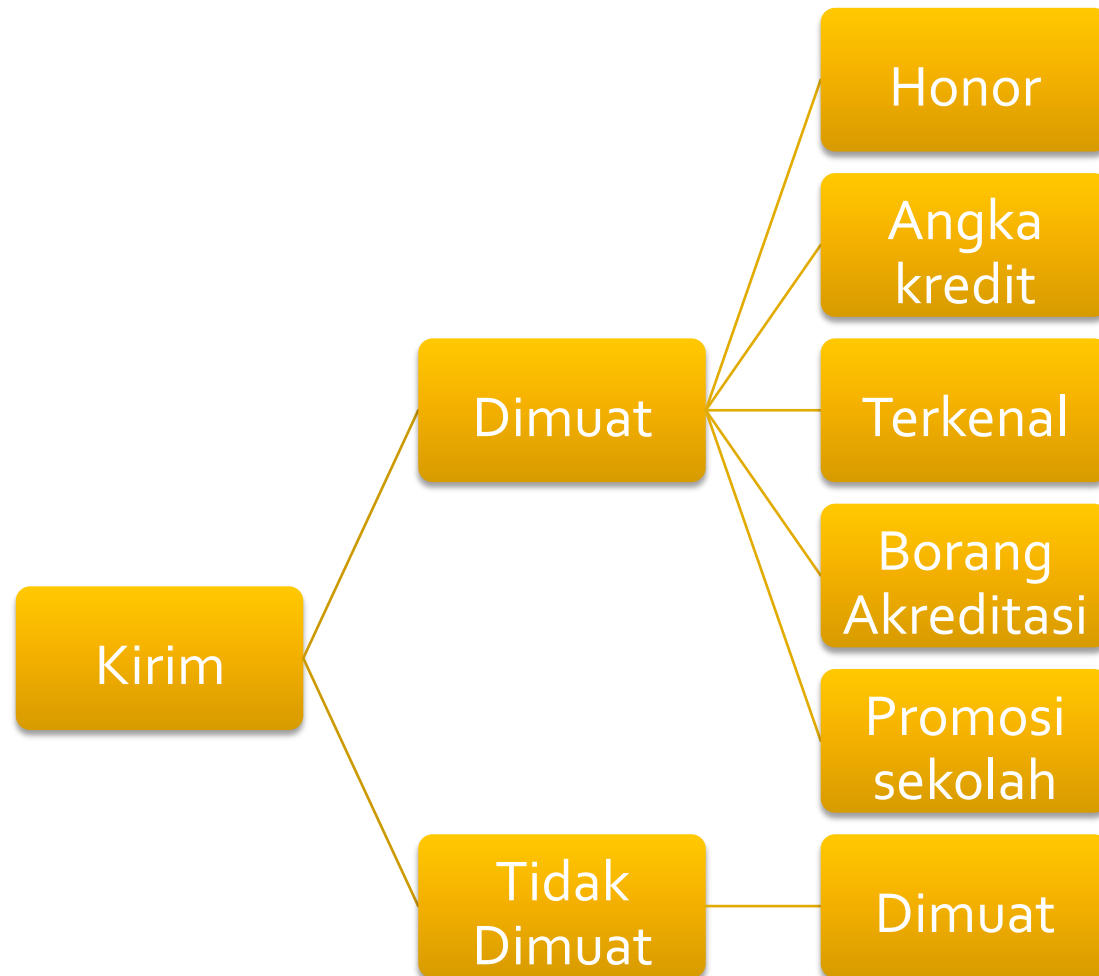 Kirim
Dimuat
Honor
Angka
kredit
Terkenal
Borang
Akreditasi
Promosi
sekolah
Tidak
Dimuat
Dimuat